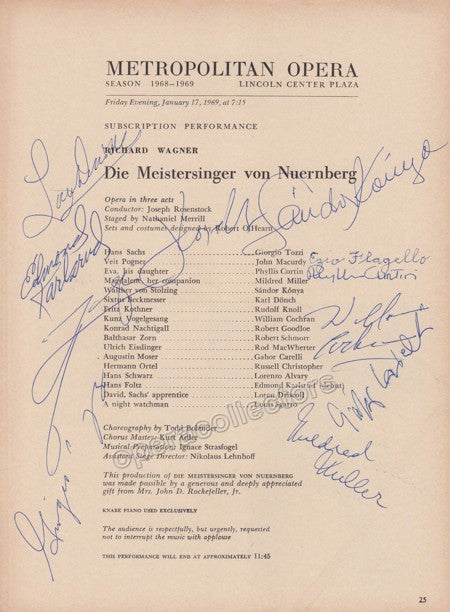 METROPOLITAN OPERA
SEASON 1968–1969 LINCOLN CENTER PLAZA
Friday Evening, January 17, 1969, at 7:15
SUBSCRIPTION PERFORMANCE
RICHARD WAGNER
Die Meistersinger von Nuernberg
Sándor Kónya
Opera in three acts
Conductor: Joseph Rosenstock
Staged by Nathaniel Merrill
Sets and costumes designed by Robert O'Hearn
Edmond Karlsrud
Hans Sachs Giorgio Tozzi
Veit Pogner John Macurdy
Ezio Flagello
Eva, his daughter Phyllis Curtin
Phyllis Curtin
Magdalene, her companion Mildred Miller
Walther von Stolzing Sándor Kónya
Sixtus Beckmesser Karl Dönch
Fritz Kothner Rudolf Knoll
Kunz Vogelgesang William Cochran
William Cochran
Konrad Nachtigall Robert Goodloe
Balthasar Zorn Robert Schmorr
Ulrich Eisslinger Rod MacWherter
Augustin Moser Gabor Carelli
Hermann Ortel Russell Christopher
Hans Schwarz Lorenzo Alvary
Hans Foltz Edmond Karlsrud (debut)
David, Sachs' apprentice Loren Driscoll
A night watchman Louis Sgarro
Mildred Miller
operacollectors
Choreography by Todd Bolender
Chorus Master: Kurt Adler
Musical Preparation: Ignace Strasfogel
Assistant Stage Director: Nikolaus Lehnhoff
Giorgio Tozzi
This production of DIE MEISTERSINGER VON NUERNBERG
was made possible by a generous and deeply appreciated
gift from Mrs. John D. Rockefeller, Jr.
KNABE PIANO USED EXCLUSIVELY
The audience is respectfully, but urgently, requested
not to interrupt the music with applause
THIS PERFORMANCE WILL END AT APPROXIMATELY 11:45
25